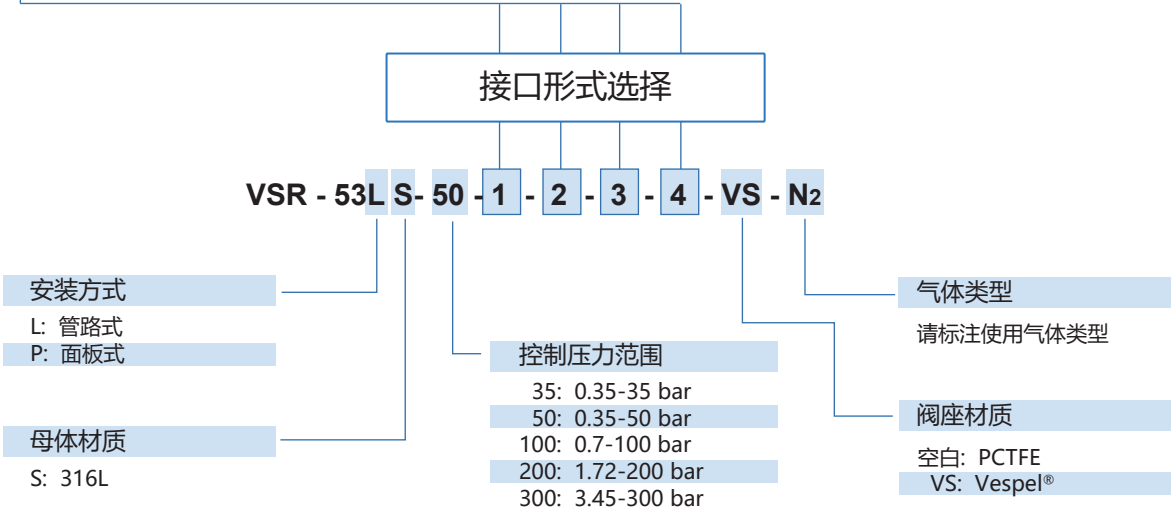 接口形式选择
VSR - 53L S- 50 - 1 - 2 - 3 - 4 - VS - N2
安装方式
L: 管路式
P: 面板式
母体材质
S: 316L
控制压力范围
35: 0.35-35 bar
50: 0.35-50 bar
100: 0.7-100 bar
200: 1.72-200 bar
300: 3.45-300 bar
气体类型
请标注使用气体类型
阀座材质
空白: PCTFE
VS: Vespel®